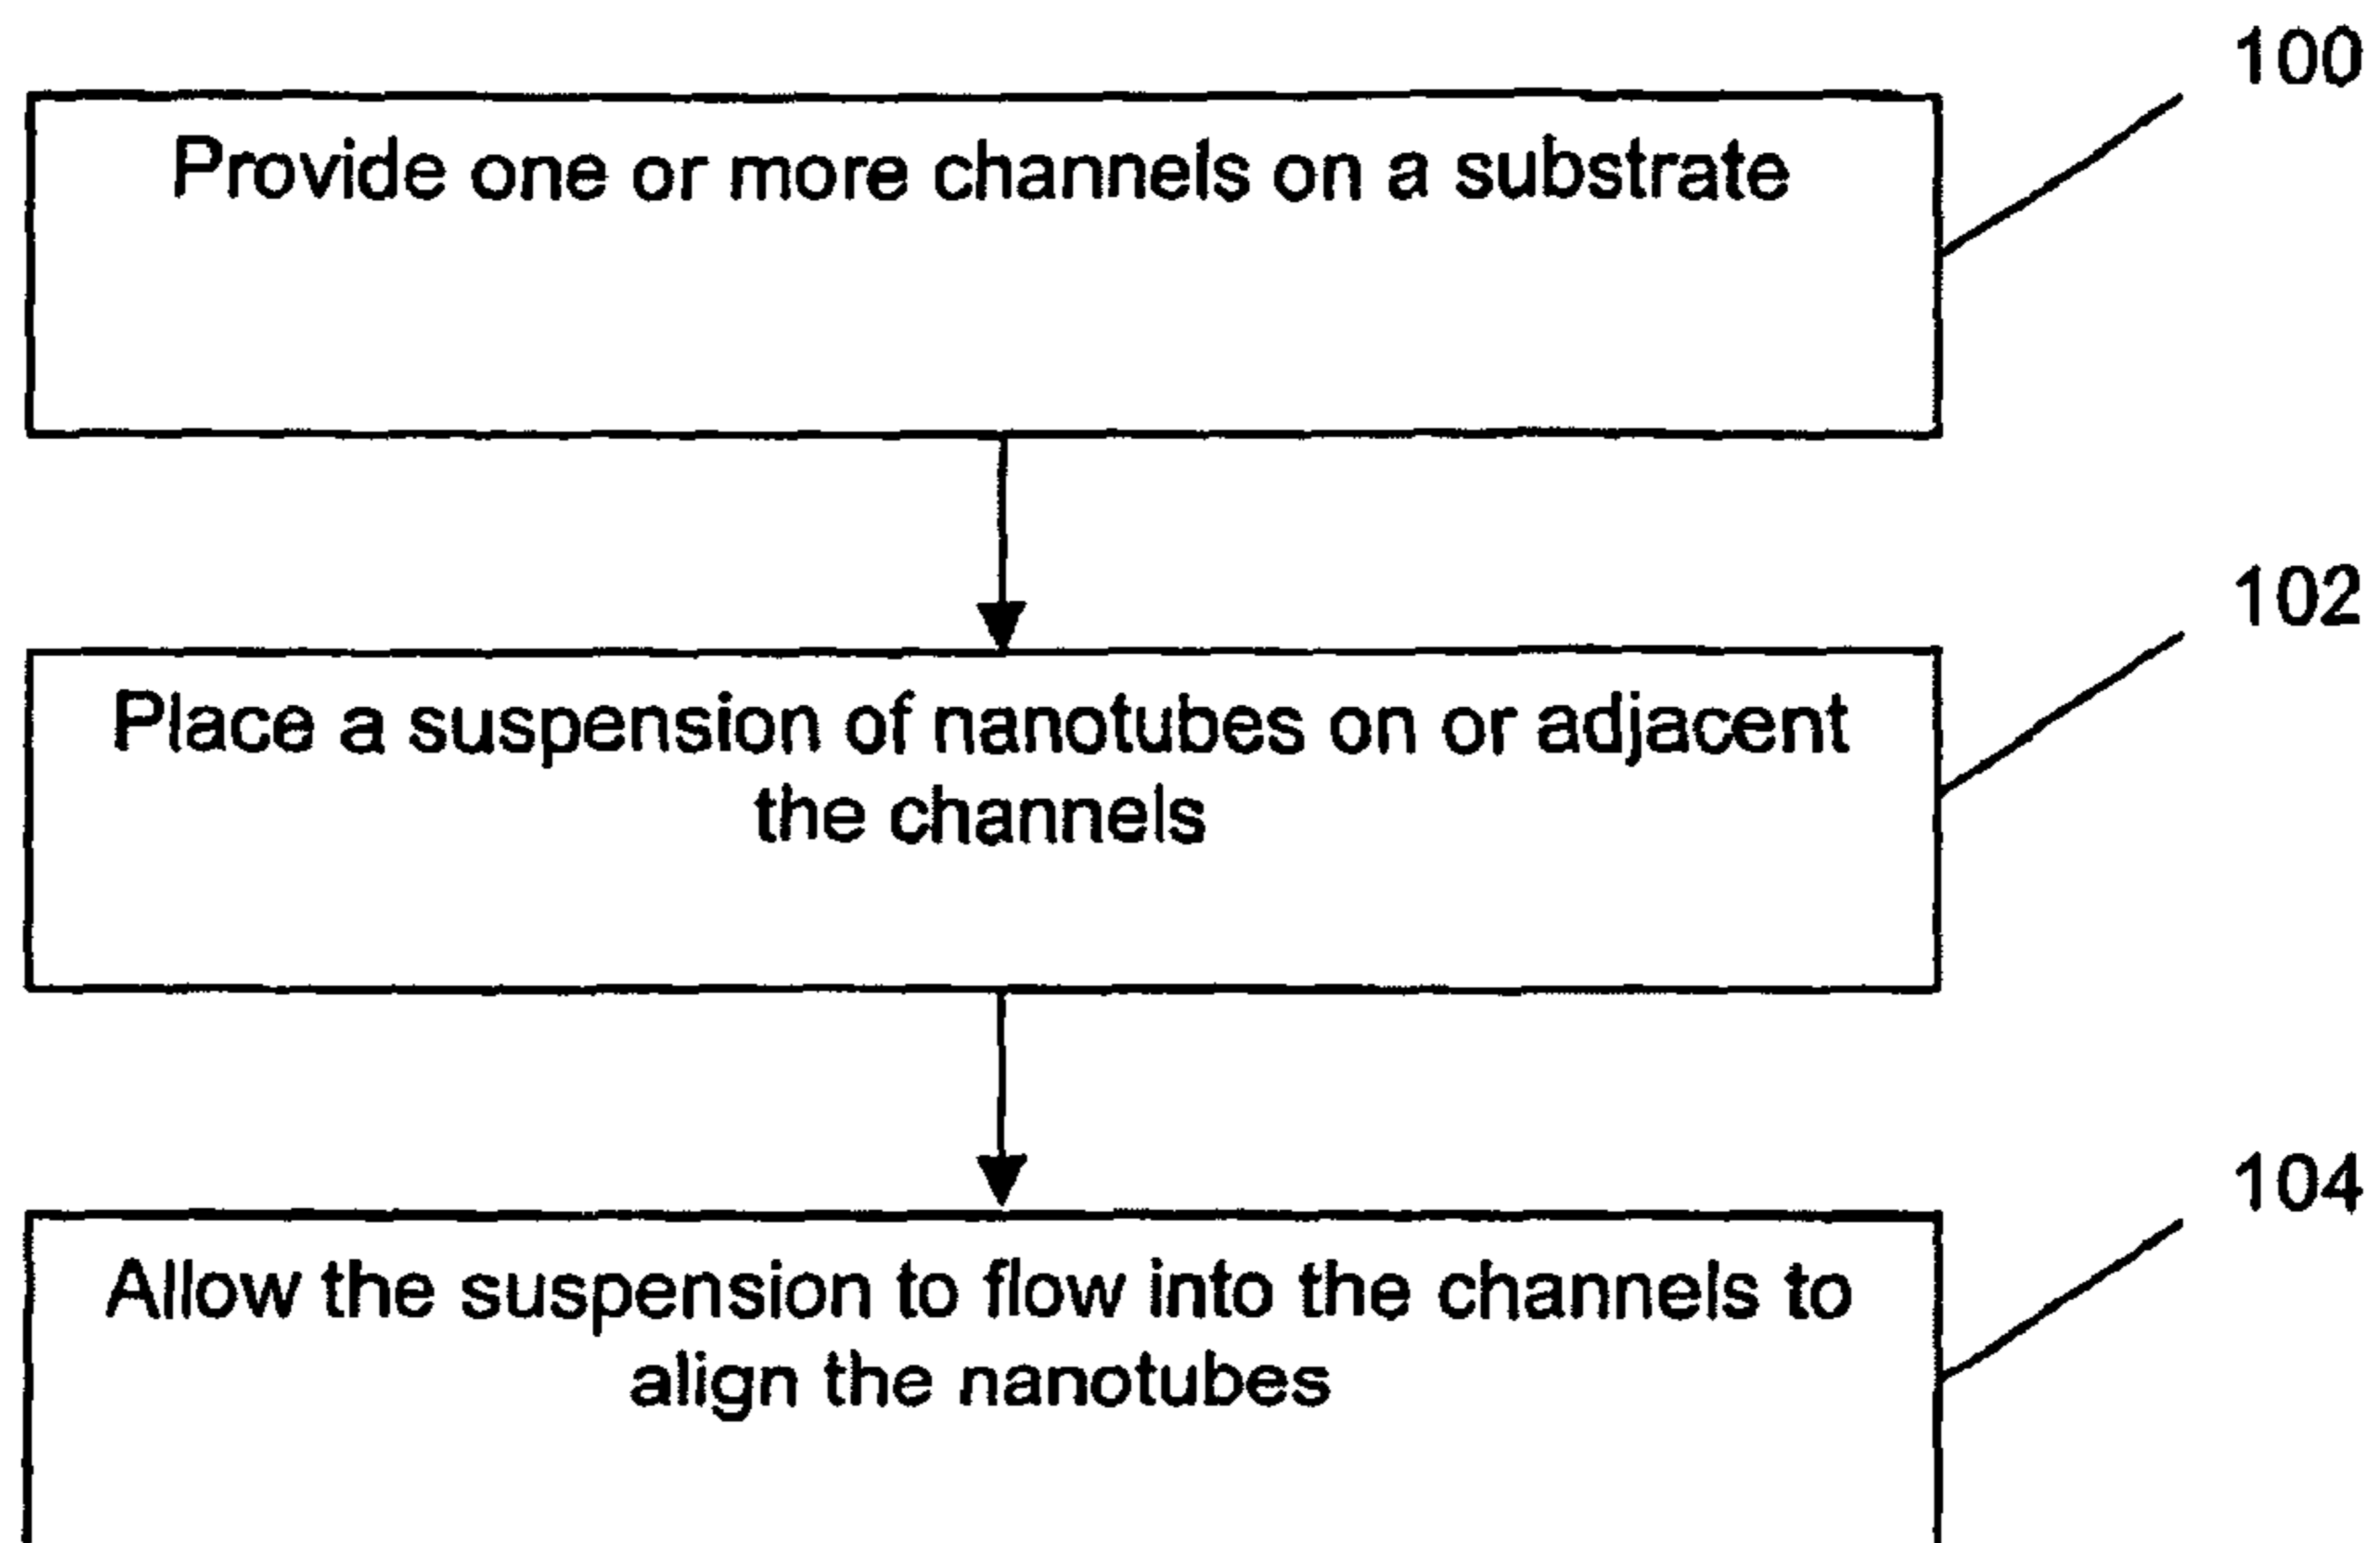 100
Provide one or more channels on a substrate
102
Place a suspension of nanotubes on or adjacent
the channels
104
Allow the suspension to flow into the channels to
align the nanotubes